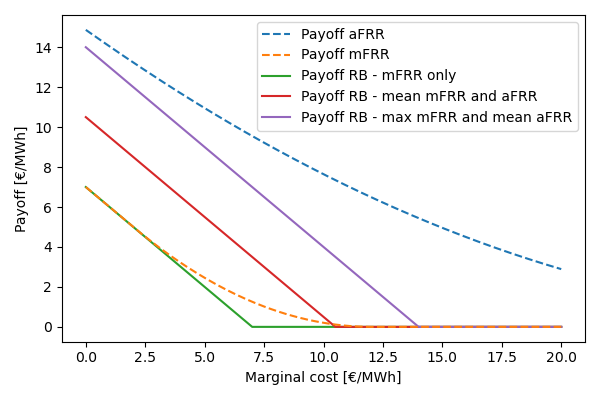 Payoff aFRR
Payoff mFRR
Payoff RB - mFRR only
Payoff RB - mean mFRR and aFRR
Payoff RB - max mFRR and mean aFRR
Payoff [€/MWh]
14
12
10
8
6
4
2
0
0.0 2.5 5.0 7.5 10.0 12.5 15.0 17.5 20.0
Marginal cost [€/MWh]